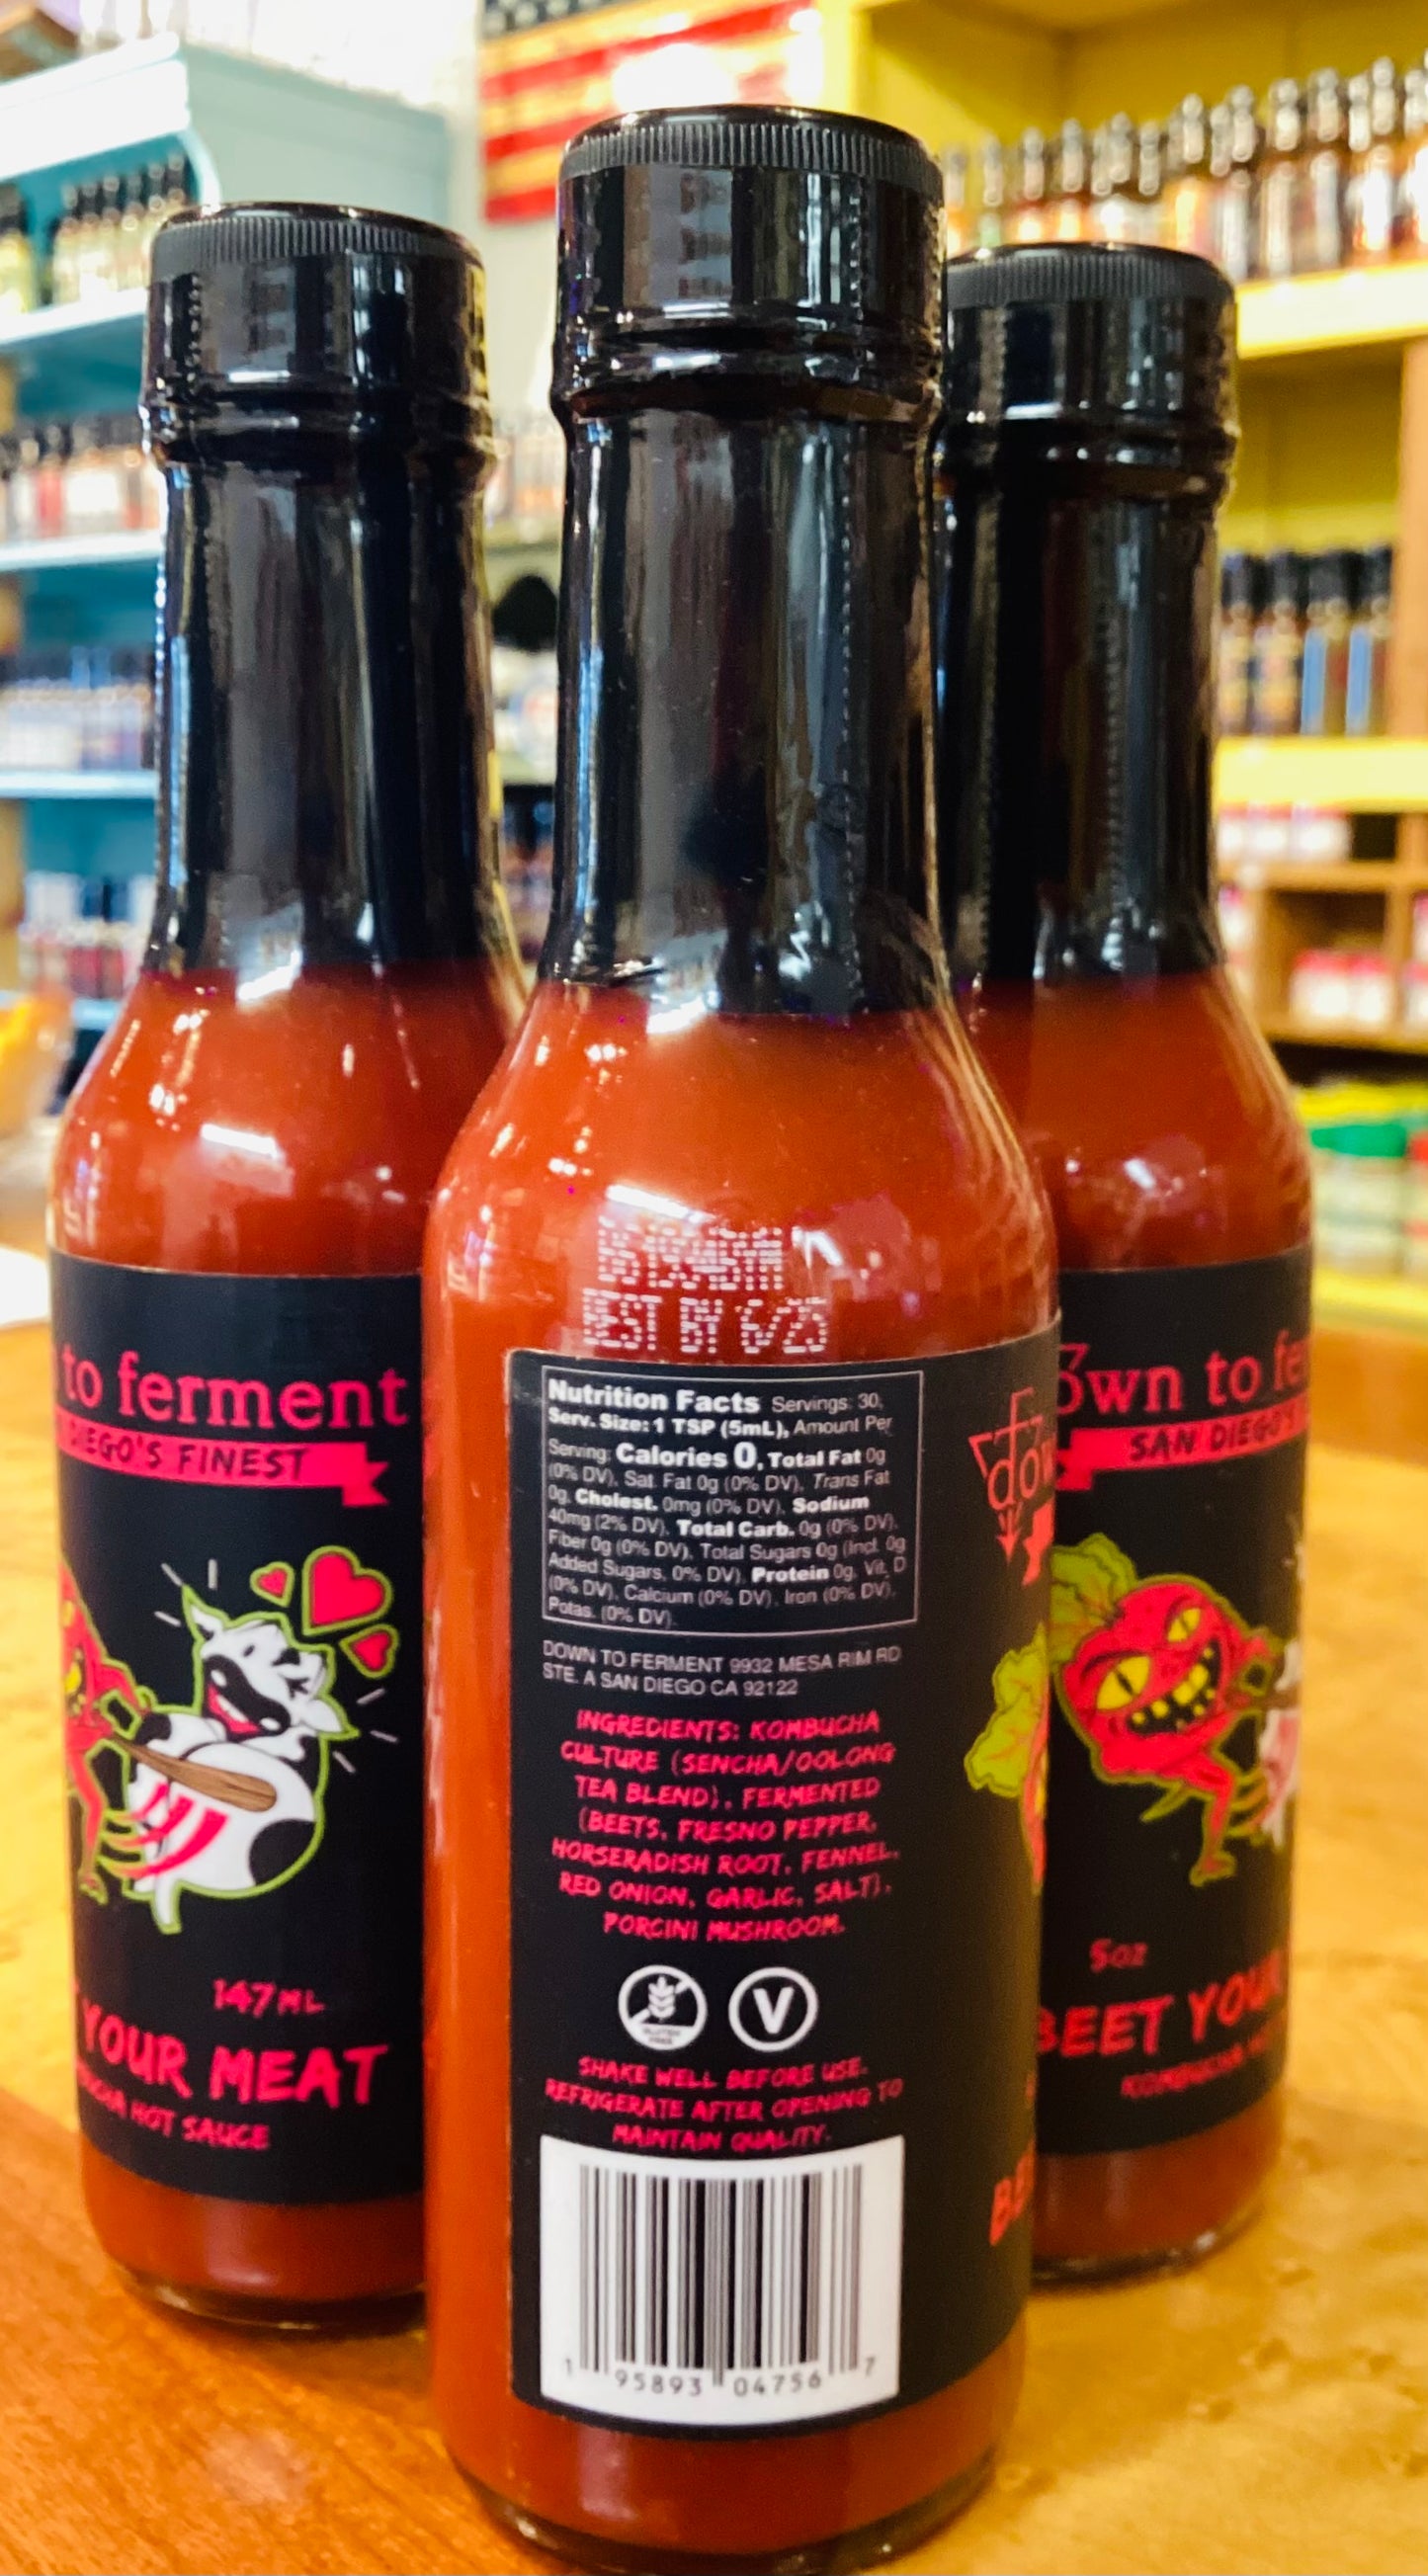 to ferment
DIEGO'S FINEST
147ML
YOUR MEAT
HOT SAUCE
BEST BY
Nutrition Facts Servings: 30,
Serv. Size: 1 TSP (5mL), Amount Per
Serving: Calories 0, Total Fat 0g
(0% DV), Sat. Fat 0g (0% DV), Trans Fat
0g, Cholest. 0mg (0% DV), Sodium
40mg (2% DV), Total Carb. 0g (0% DV),
Fiber 0g (0% DV), Total Sugars 0g (Incl. 0g
Added Sugars, 0% DV), Protein 0g, Vit. D
(0% DV), Calcium (0% DV), Iron (0% DV),
Potas. (0% DV).
DOWN TO FERMENT 9932 MESA RIM RD
STE. A SAN DIEGO CA 92122
INGREDIENTS: KOMBUCHA
CULTURE (SENCHA/OOLONG
TEA BLEND), FERMENTED
(BEETS, FRESNO PEPPER,
HORSERADISH ROOT, FENNEL,
RED ONION, GARLIC, SALT),
PORCINI MUSHROOM.
GLUTEN
FREE
V
SHAKE WELL BEFORE USE.
REFRIGERATE AFTER OPENING TO
MAINTAIN QUALITY.
1 95893 04756 7
dow
BE
down to fe
SAN DIEGO'S
5oz
BEET YOUR
KOMBUCHA